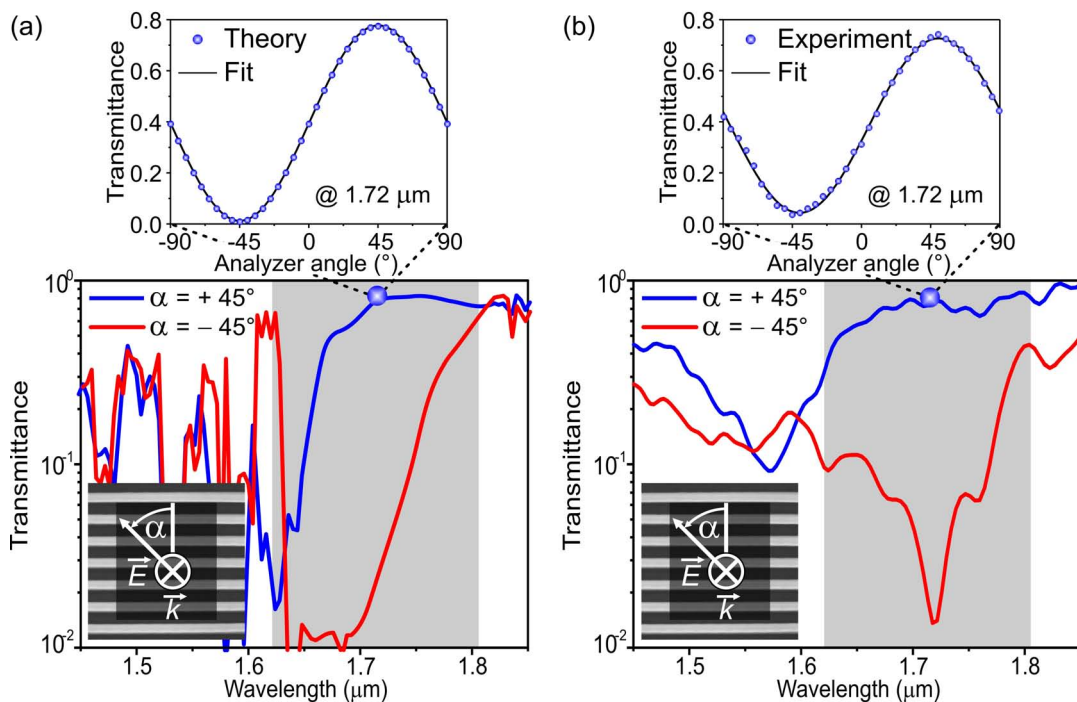 (a)
Transmittance
0.8
0.6
0.4
0.2
0.0
Theory
Fit
@ 1.72 μm
-90
-45
0
45
90
Analyzer angle (°)
Transmittance
10⁰
10⁻¹
10⁻²
α = + 45°
α = − 45°
α
E
k
1.5
1.6
1.7
1.8
Wavelength (μm)
(b)
Transmittance
0.8
0.6
0.4
0.2
0.0
Experiment
Fit
@ 1.72 μm
-90
-45
0
45
90
Analyzer angle (°)
Transmittance
10⁰
10⁻¹
10⁻²
α = + 45°
α = − 45°
α
E
k
1.5
1.6
1.7
1.8
Wavelength (μm)